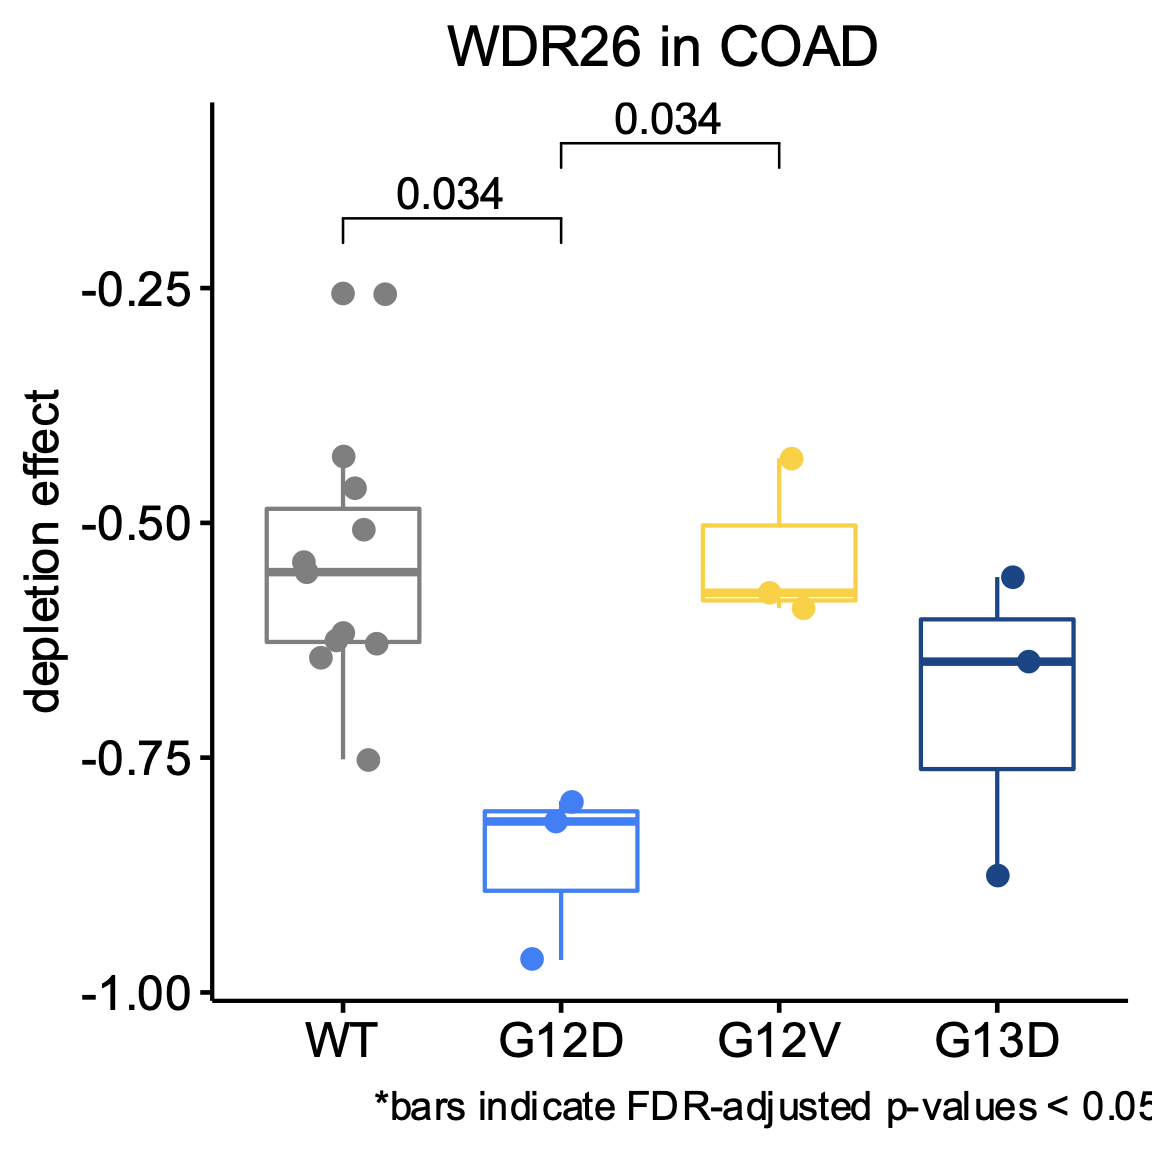 WDR26 in COAD
0.034
0.034
-0.25
-0.50
-0.75
-1.00
depletion effect
WT G12D G12V G13D
*bars indicate FDR-adjusted p-values < 0.05